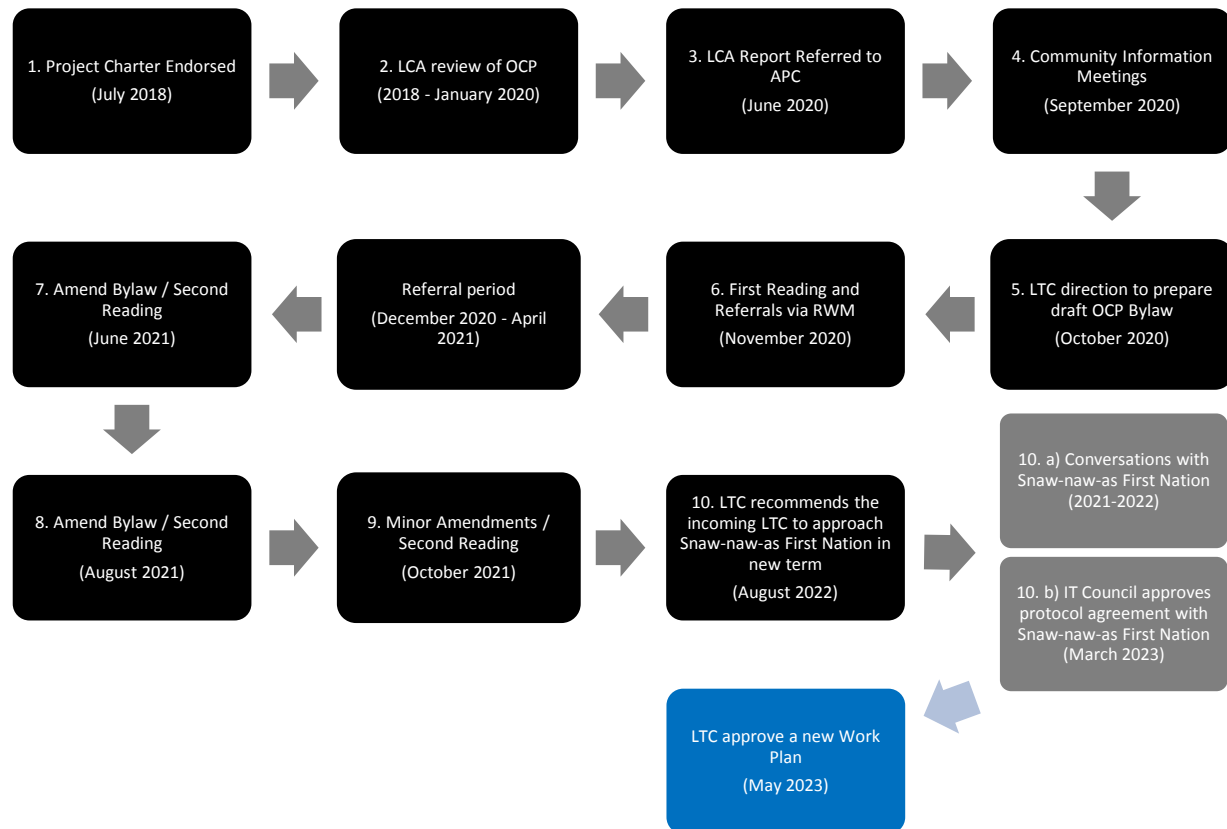 1. Project Charter Endorsed
(July 2018)
2. LCA review of OCP
(2018 - January 2020)
3. LCA Report Referred to
APC
(June 2020)
4. Community Information
Meetings
(September 2020)
5. LTC direction to prepare
draft OCP Bylaw
(October 2020)
6. First Reading and
Referrals via RWM
(November 2020)
Referral period
(December 2020 - April
2021)
7. Amend Bylaw / Second
Reading
(June 2021)
8. Amend Bylaw / Second
Reading
(August 2021)
9. Minor Amendments /
Second Reading
(October 2021)
10. LTC recommends the
incoming LTC to approach
Snaw-naw-as First Nation in
new term
(August 2022)
10. a) Conversations with
Snaw-naw-as First Nation
(2021-2022)
10. b) IT Council approves
protocol agreement with
Snaw-naw-as First Nation
(March 2023)
LTC approve a new Work
Plan
(May 2023)